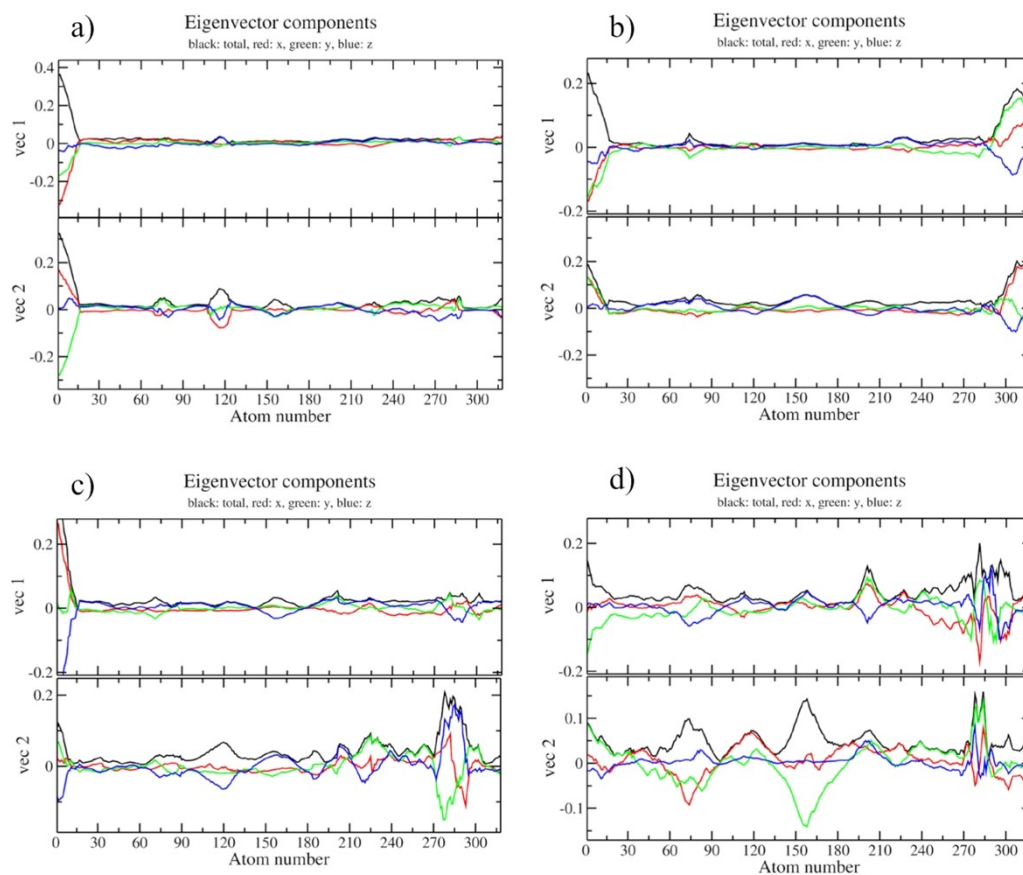 a)
Eigenvector components
black: total, red: x, green: y, blue: z
0.4
0.2
0
-0.2
vec 1
0.2
0
-0.2
vec 2
0 30 60 90 120 150 180 210 240 270 300
Atom number
b)
Eigenvector components
black: total, red: x, green: y, blue: z
0.2
0
-0.2
vec 1
0.2
0
-0.2
vec 2
0 30 60 90 120 150 180 210 240 270 300
Atom number
c)
Eigenvector components
black: total, red: x, green: y, blue: z
0.2
0
-0.2
vec 1
0.2
0
vec 2
0 30 60 90 120 150 180 210 240 270 300
Atom number
d)
Eigenvector components
black: total, red: x, green: y, blue: z
0.2
0
-0.2
vec 1
0.1
0
-0.1
vec 2
0 30 60 90 120 150 180 210 240 270 300
Atom number